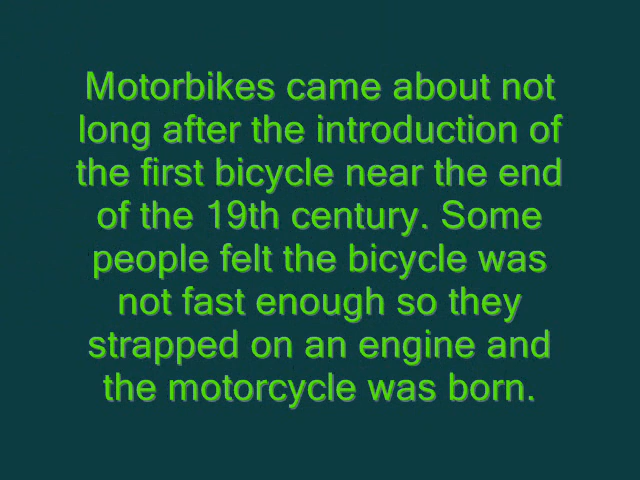 Motorbikes came about not
long after the introduction of
the first bicycle near the end
of the 19th century. Some
people felt the bicycle was
not fast enough so they
strapped on an engine and
the motorcycle was born.